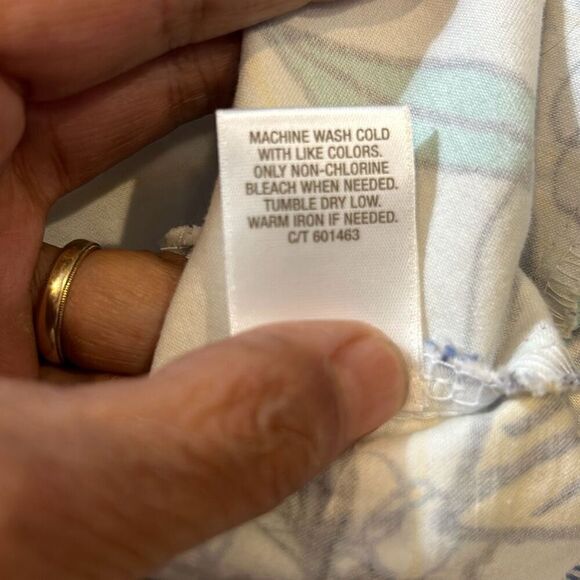 MACHINE WASH COLD
WITH LIKE COLORS.
ONLY NON-CHLORINE
BLEACH WHEN NEEDED.
TUMBLE DRY LOW.
WARM IRON IF NEEDED.
C/T 601463